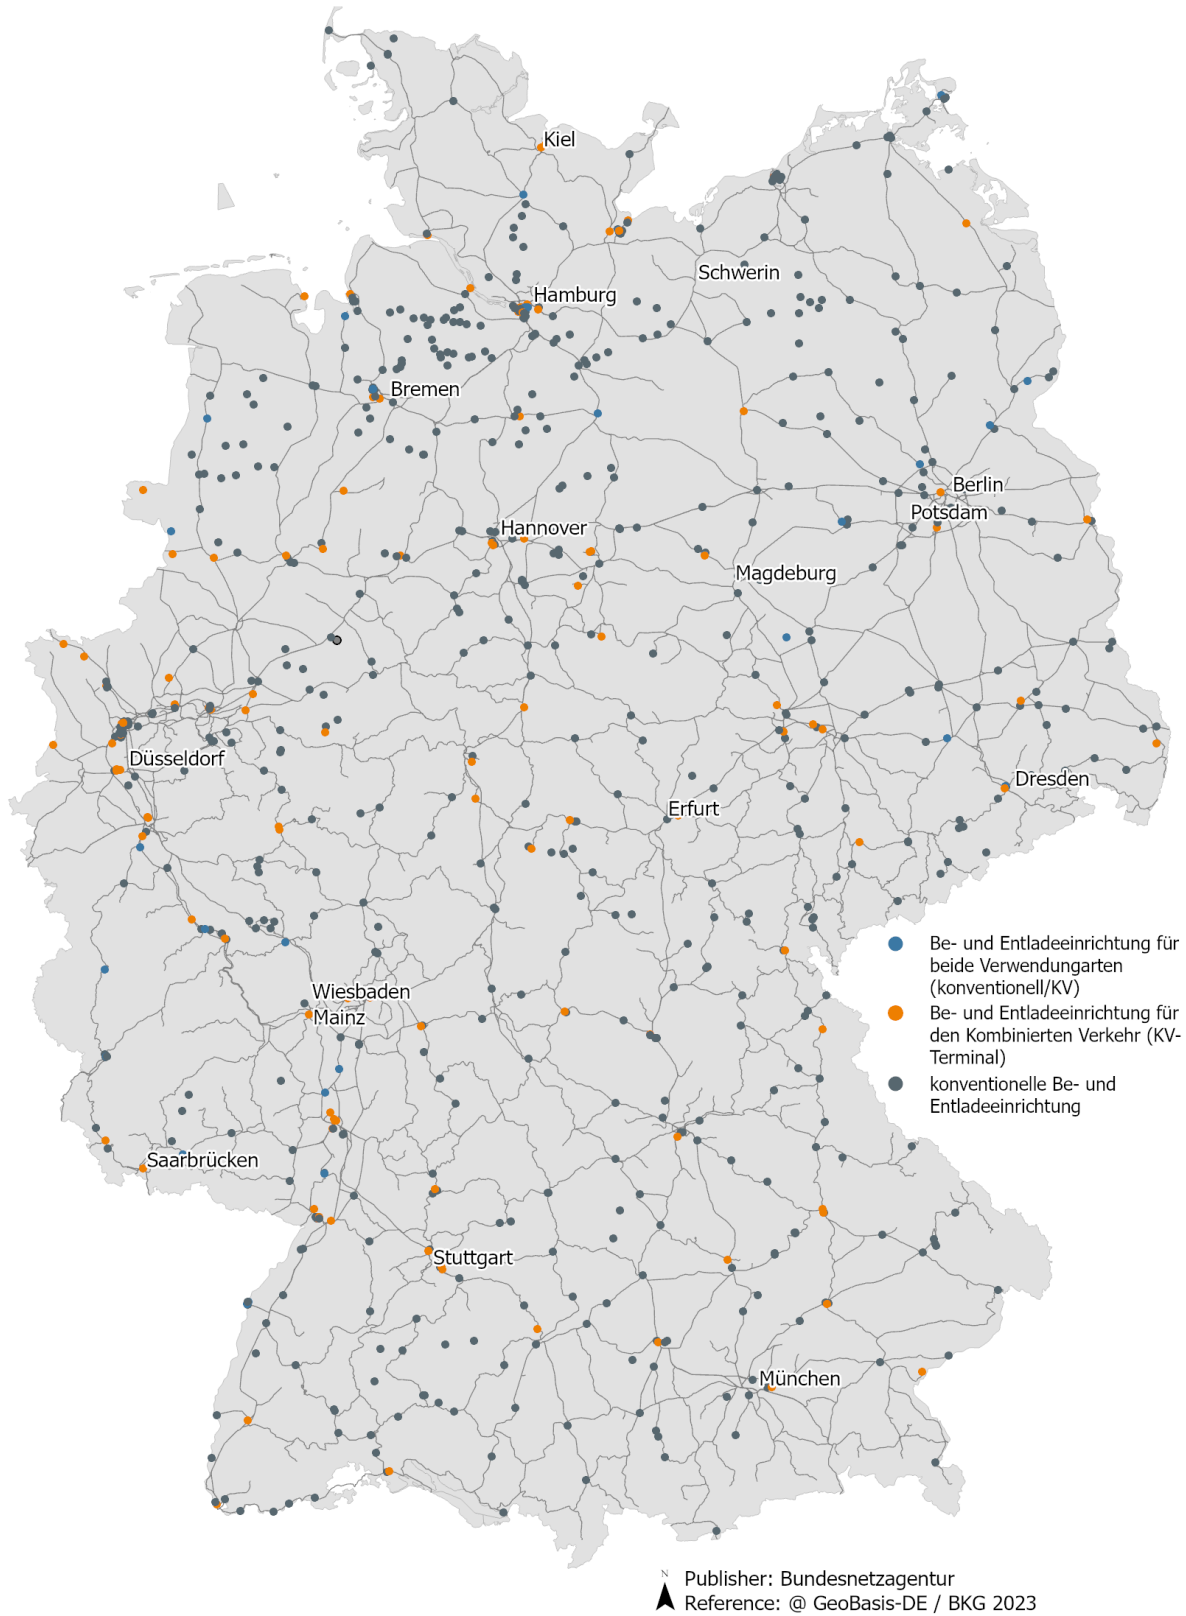 Kiel
Schwerin
Hamburg
Bremen
Berlin
Potsdam
Hannover
Magdeburg
Düsseldorf
Dresden
Erfurt
Be- und Entladeeinrichtung für
beide Verwendungarten
(konventionell/KV)
Be- und Entladeeinrichtung für
den Kombinierten Verkehr (KV-
Terminal)
konventionelle Be- und
Entladeeinrichtung
Wiesbaden
Mainz
Saarbrücken
Stuttgart
München
N
Publisher: Bundesnetzagentur
Reference: @ GeoBasis-DE / BKG 2023